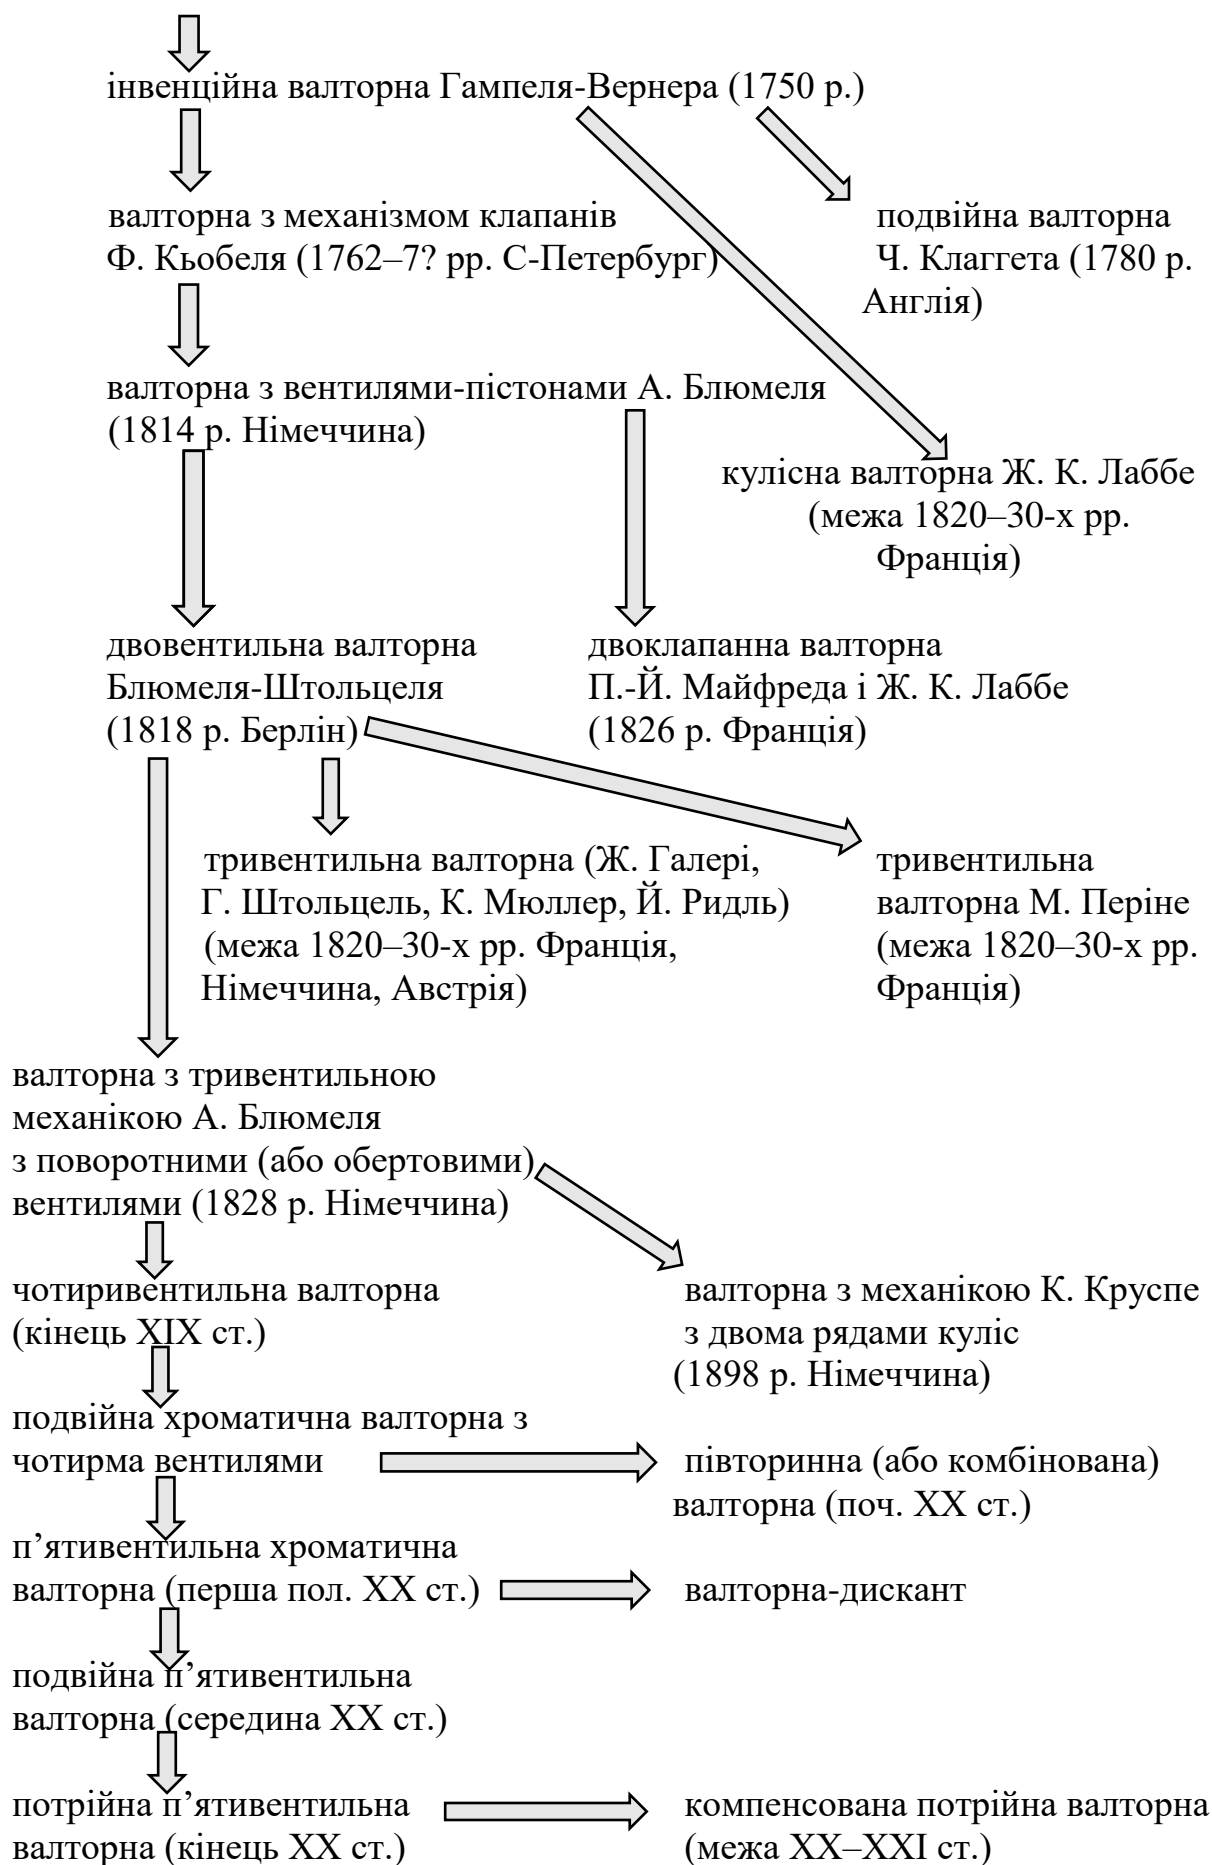 інвенційна валторна Гампеля-Вернера (1750 р.)
валторна з механізмом клапанів
Ф. Кьобеля (1762–7? рр. С-Петербург)
подвійна валторна
Ч. Клаггета (1780 р.
Англія)
валторна з вентилями-пістонами А. Блюмеля
(1814 р. Німеччина)
кулісна валторна Ж. К. Лаббе
(межа 1820–30-х рр.
Франція)
двовентильна валторна
Блюмеля-Штольцеля
(1818 р. Берлін)
двоклапанна валторна
П.-Й. Майфреда і Ж. К. Лаббе
(1826 р. Франція)
тривентильна валторна (Ж. Галері,
Г. Штольцель, К. Мюллер, Й. Ридль)
(межа 1820–30-х рр. Франція,
Німеччина, Австрія)
тривентильна
валторна М. Періне
(межа 1820–30-х рр.
Франція)
валторна з тривентильною
механікою А. Блюмеля
з поворотними (або обертовими)
вентилями (1828 р. Німеччина)
чотиривентильна валторна
(кінець XIX ст.)
валторна з механікою К. Круспе
з двома рядами куліс
(1898 р. Німеччина)
подвійна хроматична валторна з
чотирма вентилями
півторинна (або комбінована)
валторна (поч. XX ст.)
п’ятивентильна хроматична
валторна (перша пол. XX ст.)
валторна-дискант
подвійна п’ятивентильна
валторна (середина XX ст.)
потрійна п’ятивентильна
валторна (кінець XX ст.)
компенсована потрійна валторна
(межа XX–XXI ст.)